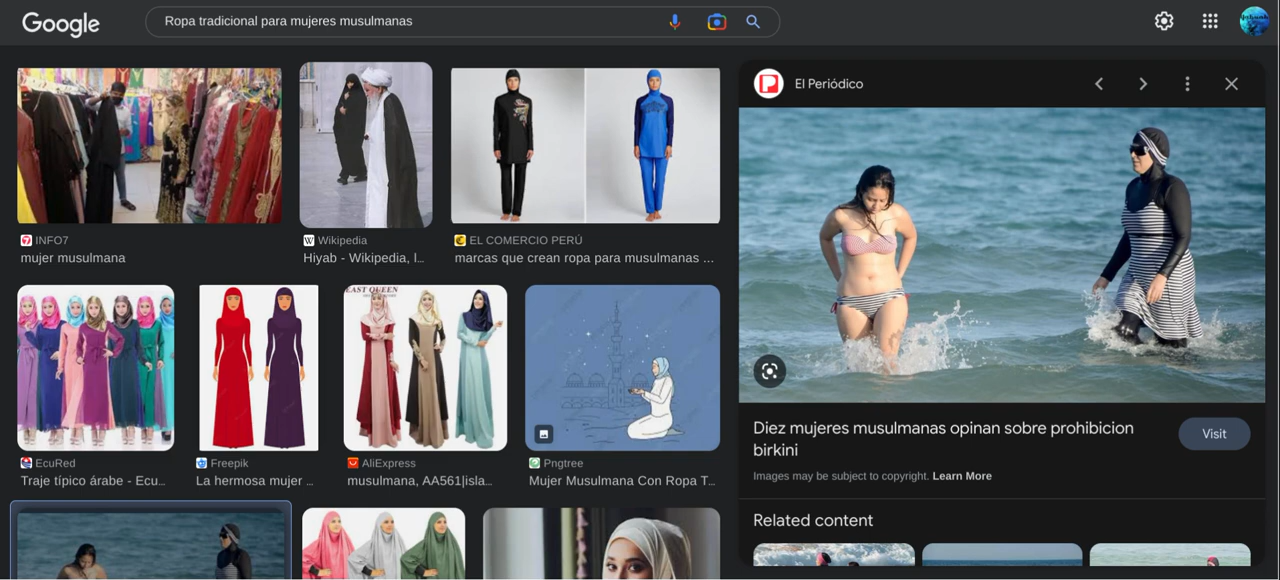 Google
Ropa tradicional para mujeres musulmanas
INFO7
mujer musulmana
Wikipedia
Hiyab - Wikipedia, l...
EL COMERCIO PERÚ
marcas que crean ropa para musulmanas ...
EAST QUEEN
EcuRed
Traje típico árabe - Ecu...
Freepik
La hermosa mujer ...
AliExpress
musulmana, AA561|isla...
Pngtree
Mujer Musulmana Con Ropa T...
El Periódico
Diez mujeres musulmanas opinan sobre prohibicion
birkini
Visit
Images may be subject to copyright. Learn More
Related content